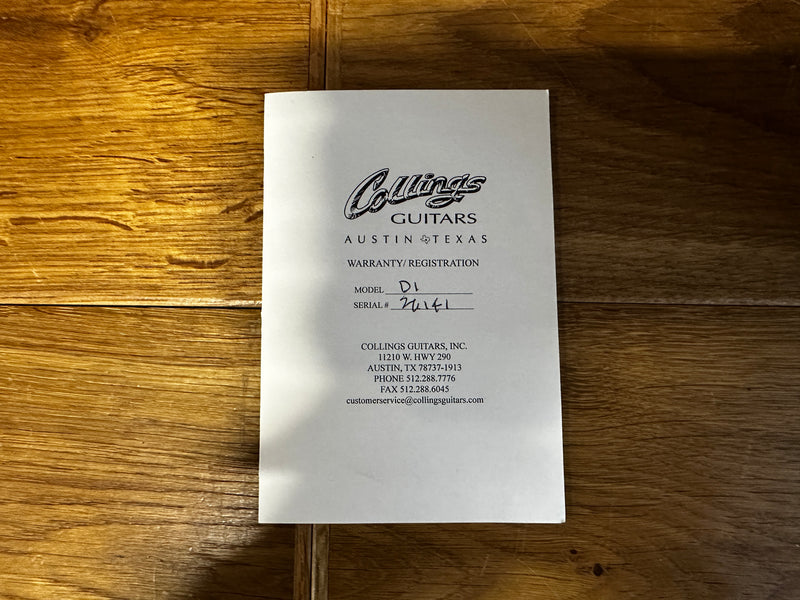 Collings
GUITARS
AUSTIN TEXAS
WARRANTY/ REGISTRATION
MODEL D1
SERIAL #
COLLINGS GUITARS, INC.
11210 W. HWY 290
AUSTIN, TX 78737-1913
PHONE 512.288.7776
FAX 512.288.6045
customerservice@collingsguitars.com